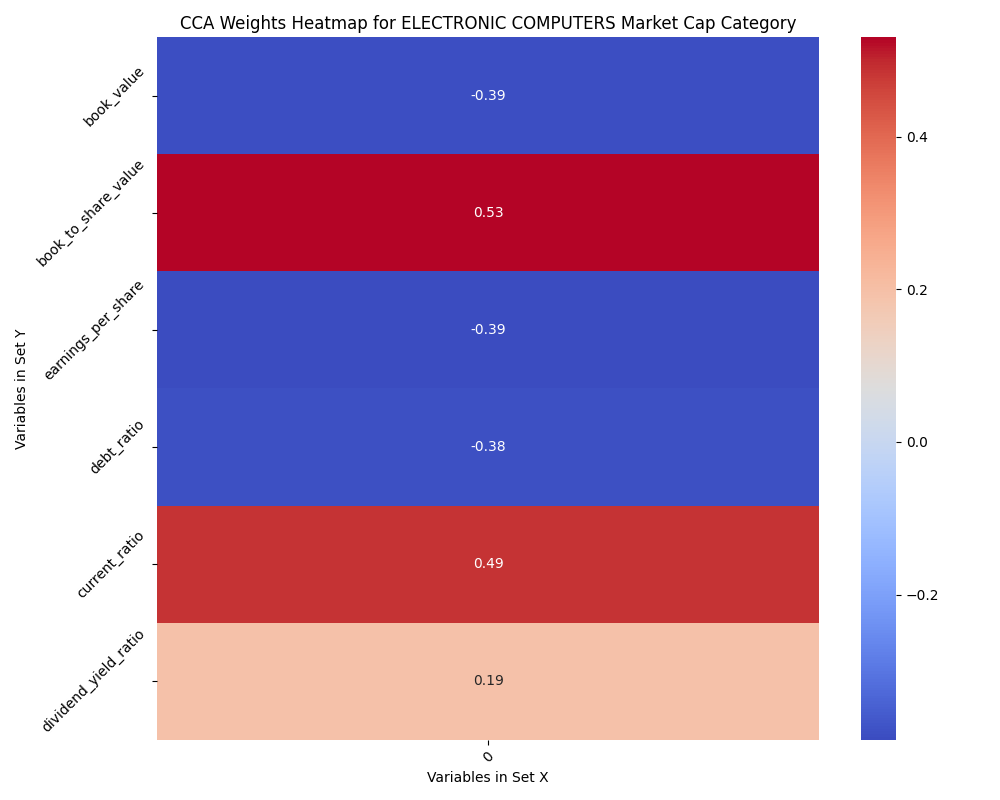 CCA Weights Heatmap for ELECTRONIC COMPUTERS Market Cap Category
Variables in Set Y
book_value
-0.39
book_to_share_value
0.53
earnings_per_share
-0.39
debt_ratio
-0.38
current_ratio
0.49
dividend_yield_ratio
0.19
0
Variables in Set X
0.4
0.2
0.0
−0.2